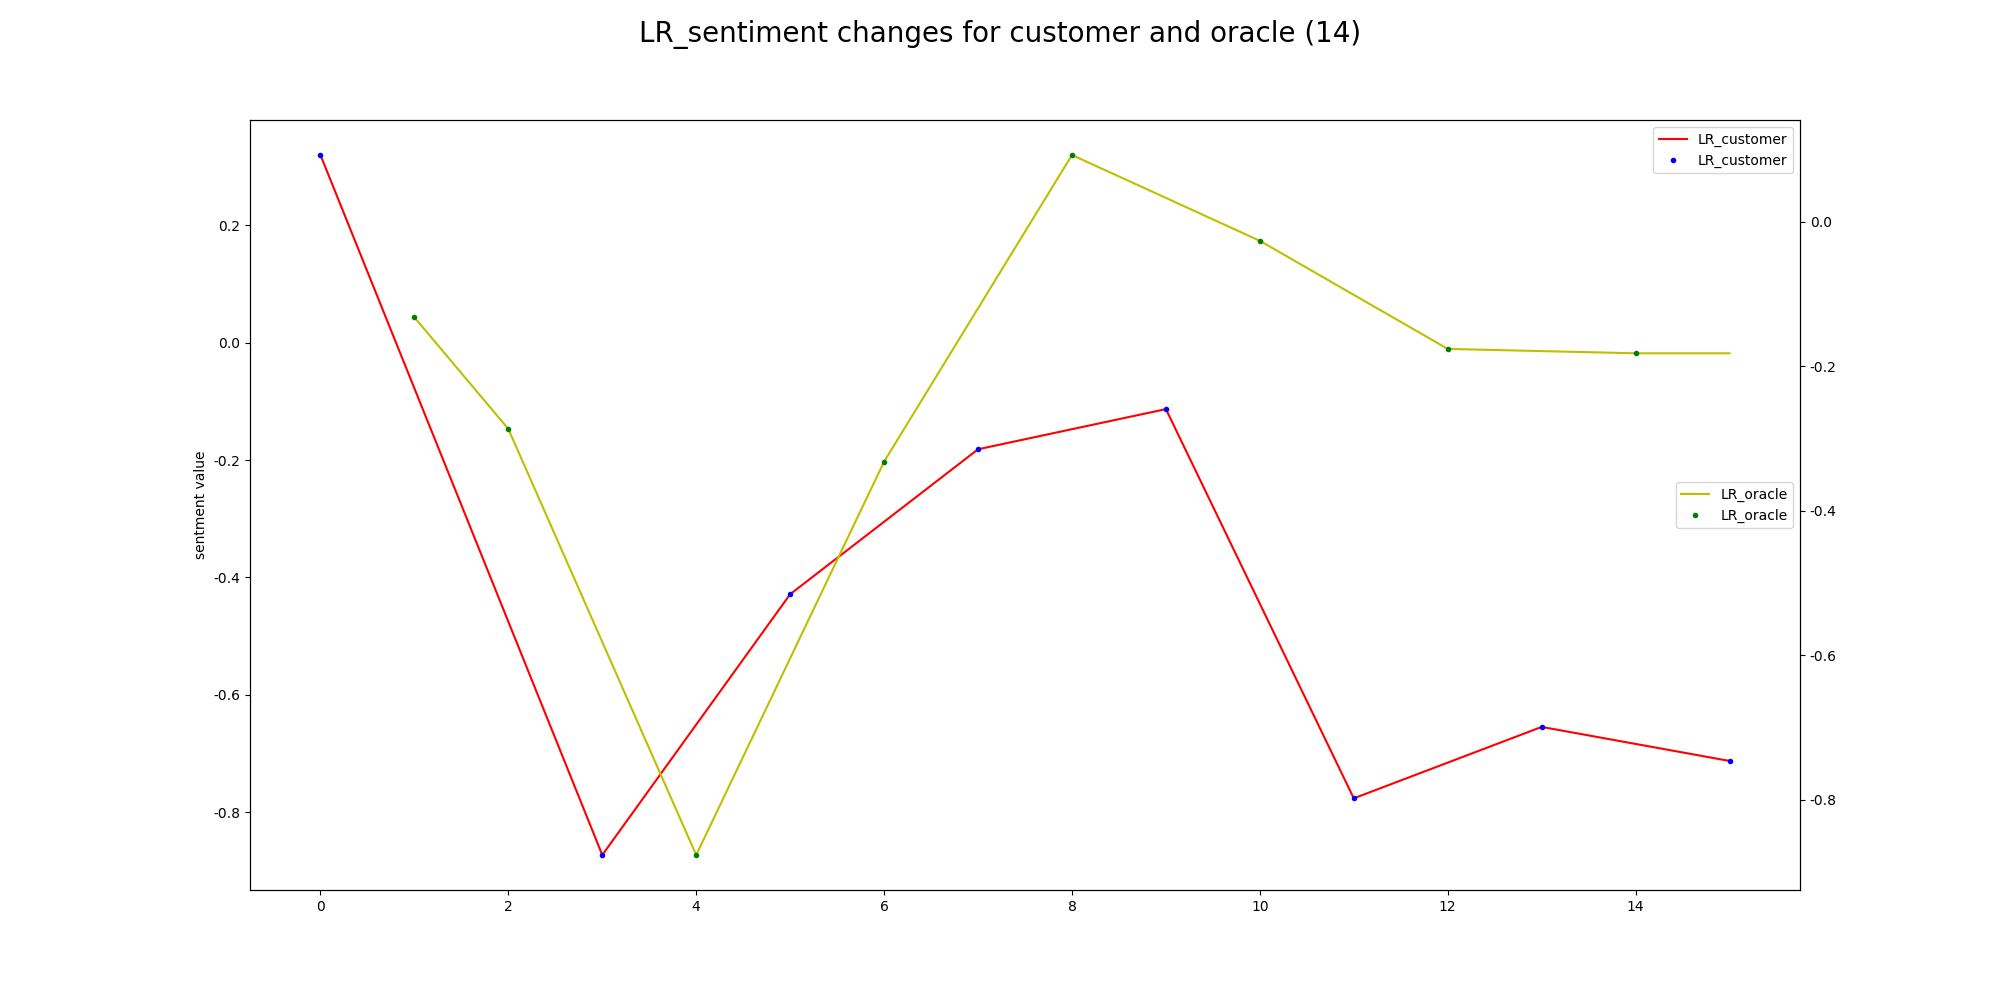 LR_sentiment changes for customer and oracle (14)
LR_customer
LR_customer
LR_oracle
LR_oracle
sentment value
0.2
0.0
-0.2
-0.4
-0.6
-0.8
0.0
-0.2
-0.4
-0.6
-0.8
0 2 4 6 8 10 12 14